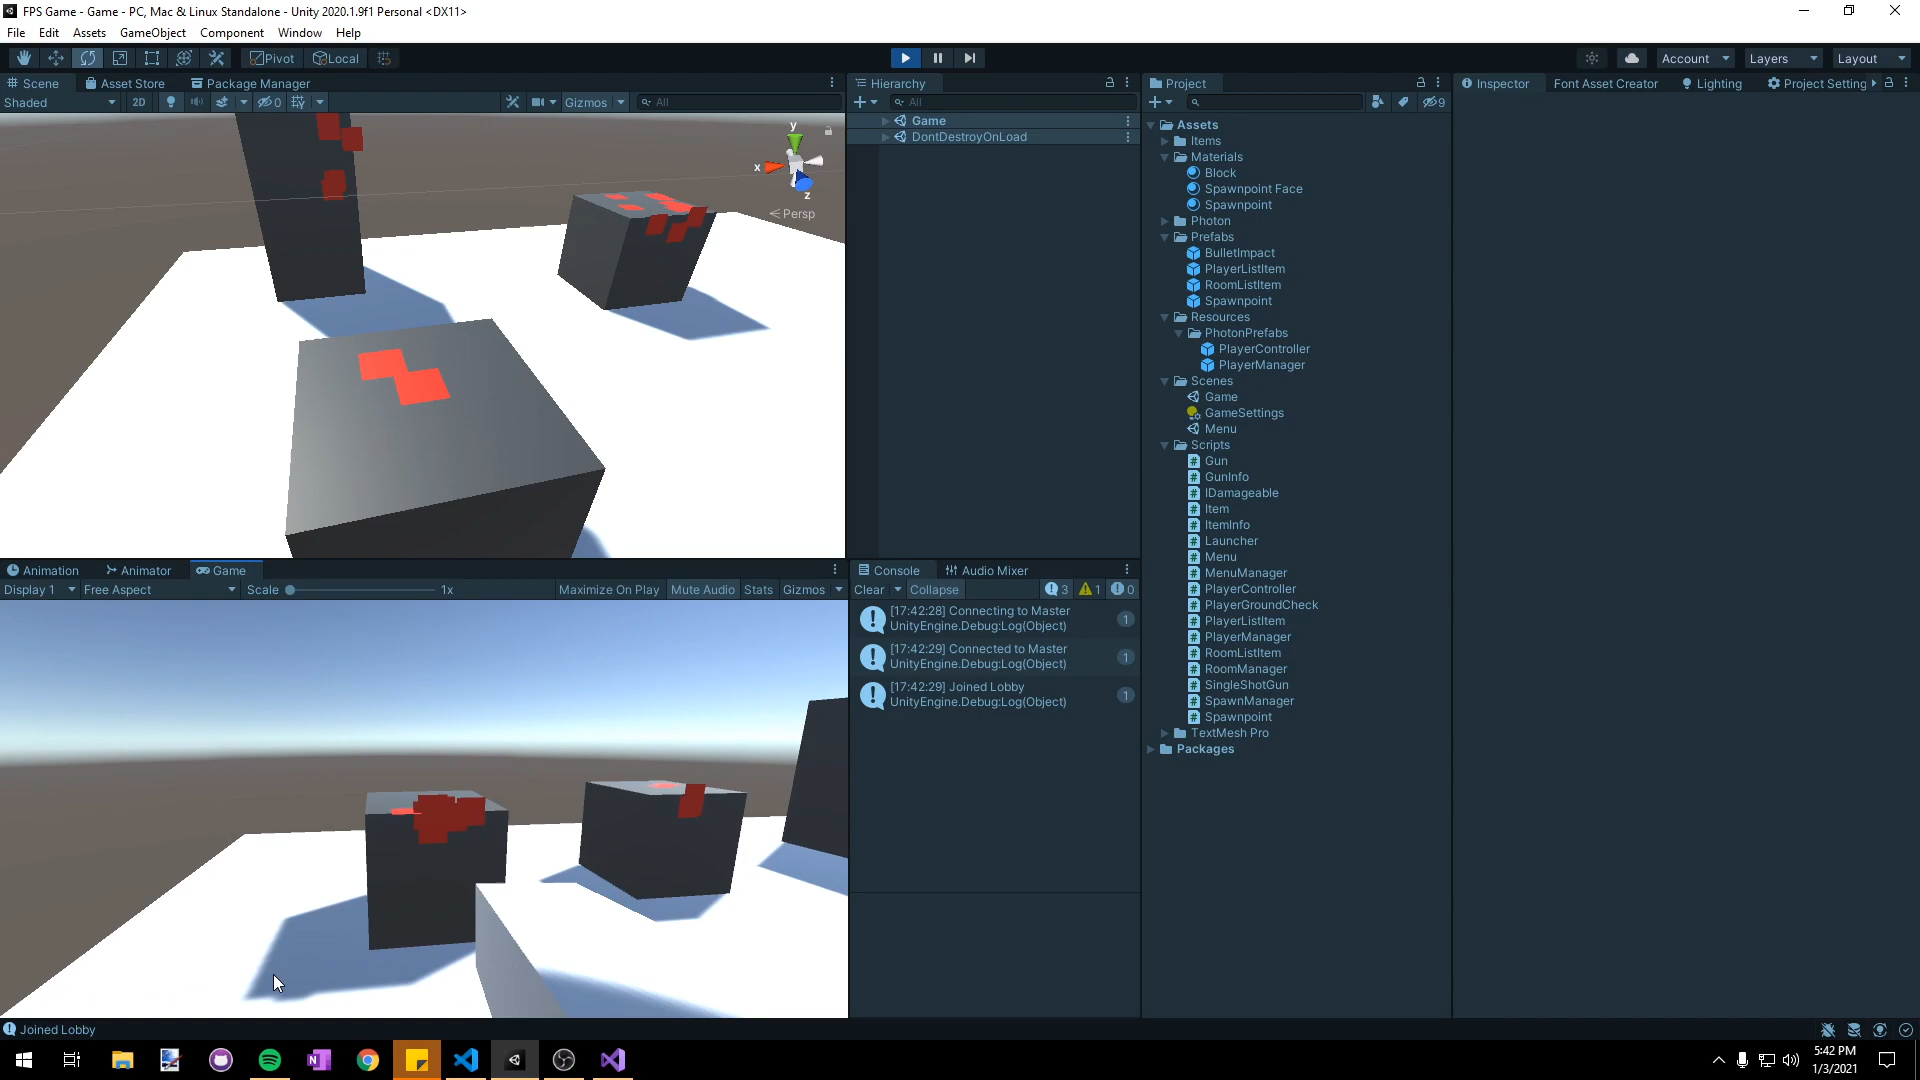 FPS Game - Game - PC, Mac & Linux Standalone - Unity 2020.1.9f1 Personal <DX11>
File Edit Assets GameObject Component Window Help
Pivot Local Account Layers Layout
Scene Asset Store Package Manager
Shaded 2D 0 Gizmos All
y
x
z
Persp
Hierarchy
All
Game
DontDestroyOnLoad
Project
9
Assets
Items
Materials
Block
Spawnpoint Face
Spawnpoint
Photon
Prefabs
BulletImpact
PlayerListItem
RoomListItem
Spawnpoint
Resources
PhotonPrefabs
PlayerController
PlayerManager
Scenes
Game
GameSettings
Menu
Scripts
Gun
GunInfo
IDamageable
Item
ItemInfo
Launcher
Menu
MenuManager
PlayerController
PlayerGroundCheck
PlayerListItem
PlayerManager
RoomListItem
RoomManager
SingleShotGun
SpawnManager
Spawnpoint
TextMesh Pro
Packages
Inspector Font Asset Creator Lighting Project Setting
Animation Animator Game
Display 1 Free Aspect Scale 1x Maximize On Play Mute Audio Stats Gizmos
Console Audio Mixer
Clear Collapse 3 1 0
[17:42:28] Connecting to Master
UnityEngine.Debug:Log(Object)
1
[17:42:29] Connected to Master
UnityEngine.Debug:Log(Object)
1
[17:42:29] Joined Lobby
UnityEngine.Debug:Log(Object)
1
Joined Lobby
5:42 PM
1/3/2021